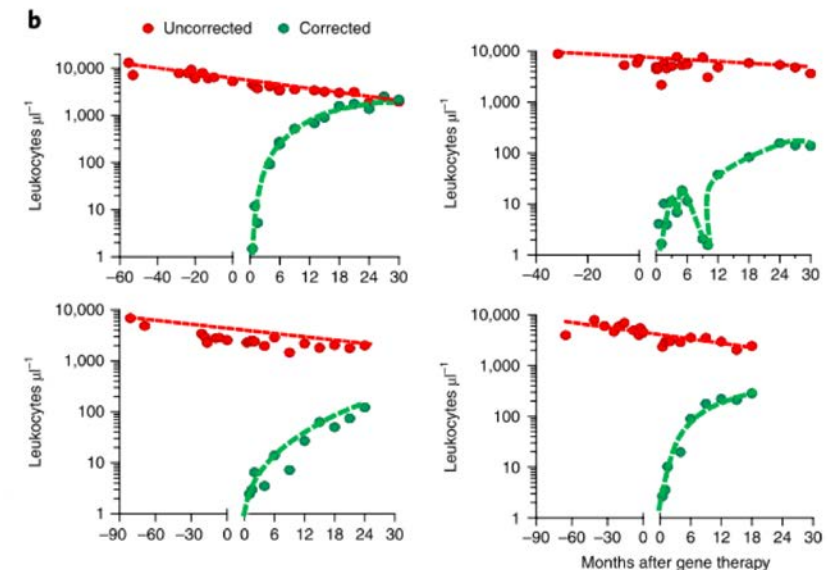 b
Uncorrected Corrected
10,000
1,000
100
10
1
Leukocytes µl⁻¹
−60 −40 −20 0 0 6 12 18 24 30
10,000
1,000
100
10
1
Leukocytes µl⁻¹
−40 −20 0 0 6 12 18 24 30
10,000
1,000
100
10
1
Leukocytes µl⁻¹
−90 −60 −30 0 0 6 12 18 24 30
10,000
1,000
100
10
1
Leukocytes µl⁻¹
−90 −60 −30 0 0 6 12 18 24 30
Months after gene therapy